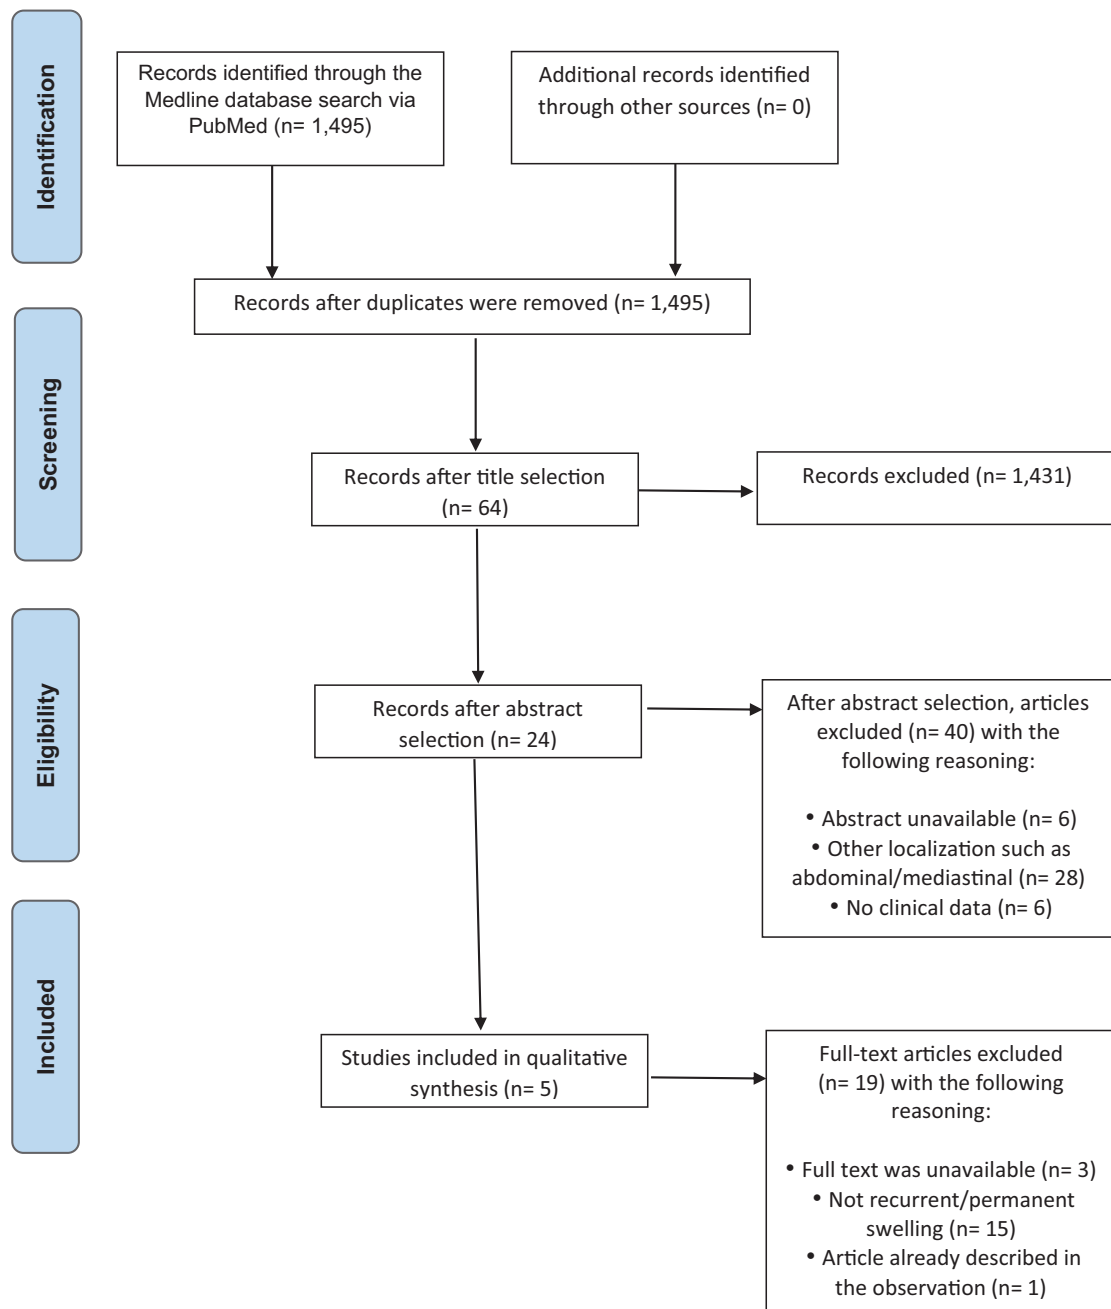 Identification
Records identified through the
Medline database search via
PubMed (n= 1,495)
Additional records identified
through other sources (n= 0)
Records after duplicates were removed (n= 1,495)
Screening
Records after title selection
(n= 64)
Records excluded (n= 1,431)
Eligibility
Records after abstract
selection (n= 24)
After abstract selection, articles
excluded (n= 40) with the
following reasoning:
• Abstract unavailable (n= 6)
• Other localization such as
abdominal/mediastinal (n= 28)
• No clinical data (n= 6)
Included
Studies included in qualitative
synthesis (n= 5)
Full-text articles excluded
(n= 19) with the following
reasoning:
• Full text was unavailable (n= 3)
• Not recurrent/permanent
swelling (n= 15)
• Article already described in
the observation (n= 1)